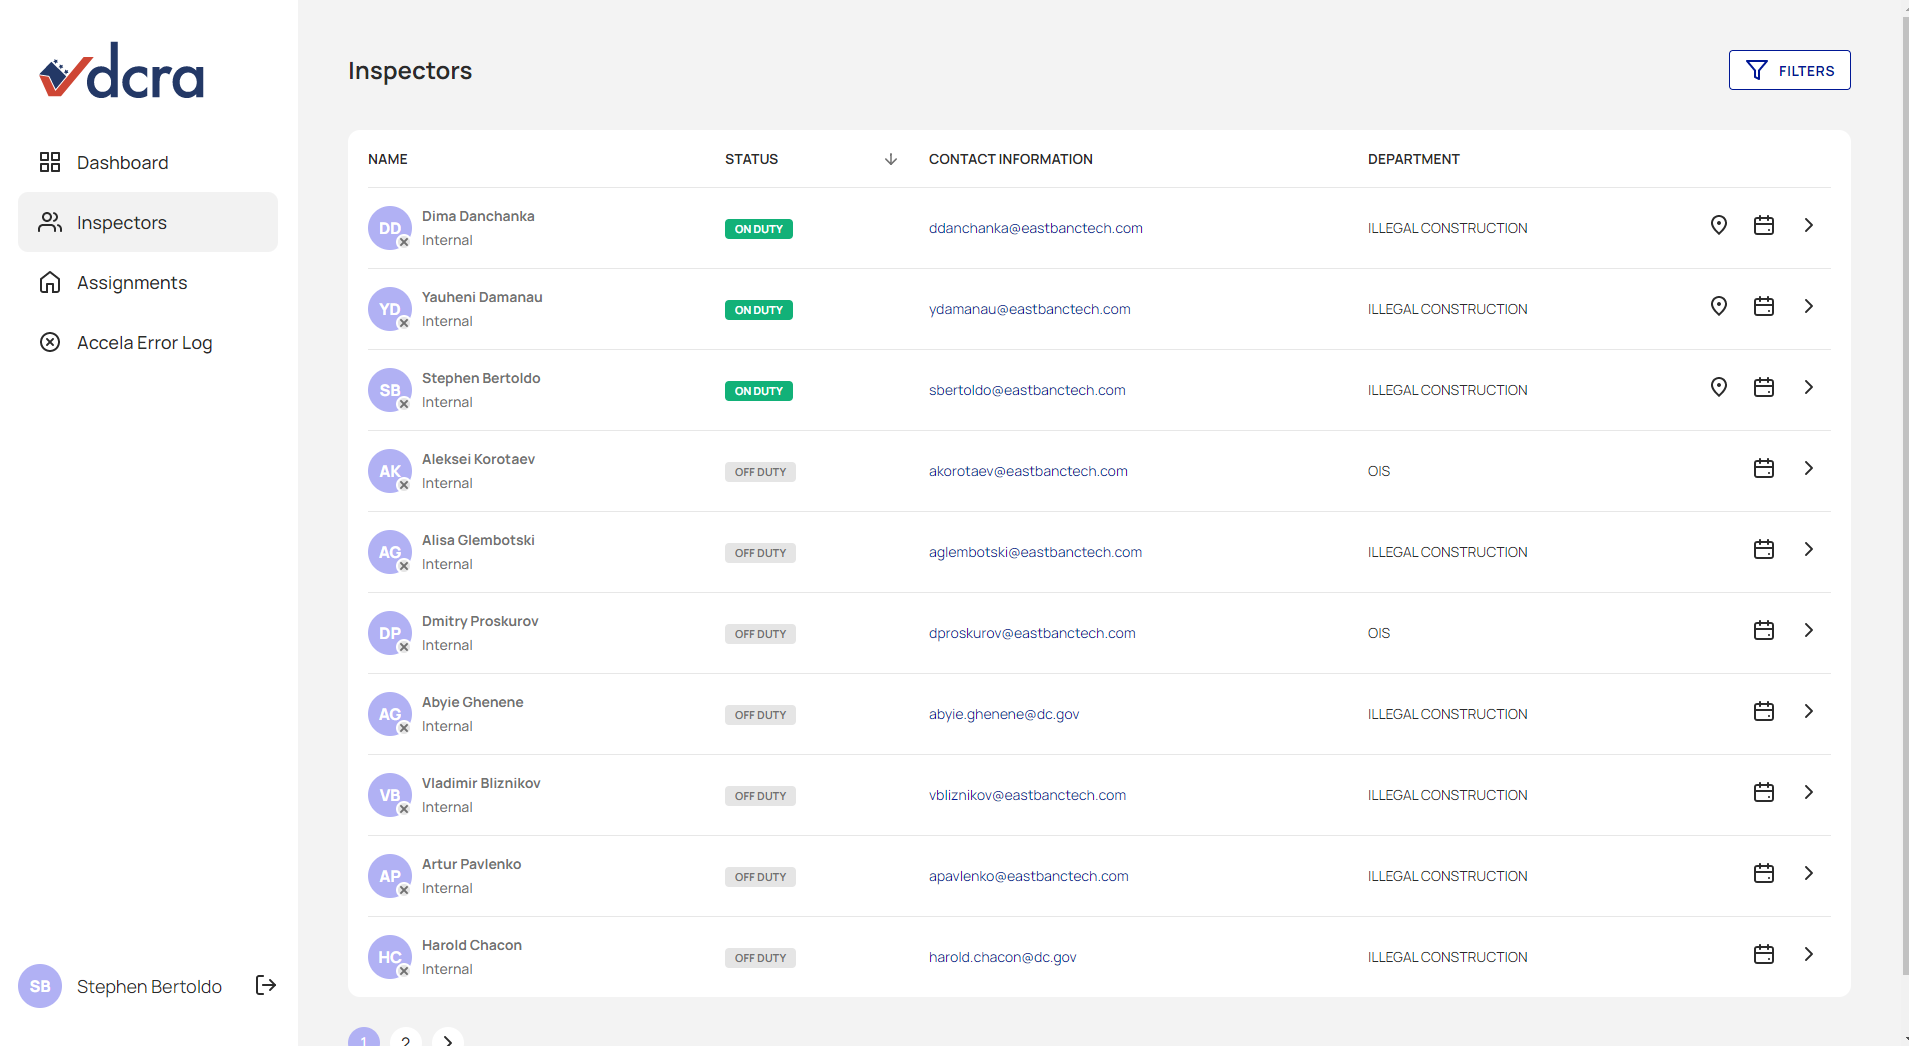 dcra
Dashboard
Inspectors
Assignments
Accela Error Log
SB Stephen Bertoldo
Inspectors
FILTERS
NAME STATUS CONTACT INFORMATION DEPARTMENT
DD Dima Danchanka
Internal
ON DUTY ddanchanka@eastbanctech.com ILLEGAL CONSTRUCTION
YD Yauheni Damanau
Internal
ON DUTY ydamanau@eastbanctech.com ILLEGAL CONSTRUCTION
SB Stephen Bertoldo
Internal
ON DUTY sbertoldo@eastbanctech.com ILLEGAL CONSTRUCTION
AK Aleksei Korotaev
Internal
OFF DUTY akorotaev@eastbanctech.com OIS
AG Alisa Glembotski
Internal
OFF DUTY aglembotski@eastbanctech.com ILLEGAL CONSTRUCTION
DP Dmitry Proskurov
Internal
OFF DUTY dproskurov@eastbanctech.com OIS
AG Abyie Ghenene
Internal
OFF DUTY abyie.ghenene@dc.gov ILLEGAL CONSTRUCTION
VB Vladimir Bliznikov
Internal
OFF DUTY vbliznikov@eastbanctech.com ILLEGAL CONSTRUCTION
AP Artur Pavlenko
Internal
OFF DUTY apavlenko@eastbanctech.com ILLEGAL CONSTRUCTION
HC Harold Chacon
Internal
OFF DUTY harold.chacon@dc.gov ILLEGAL CONSTRUCTION
1 2